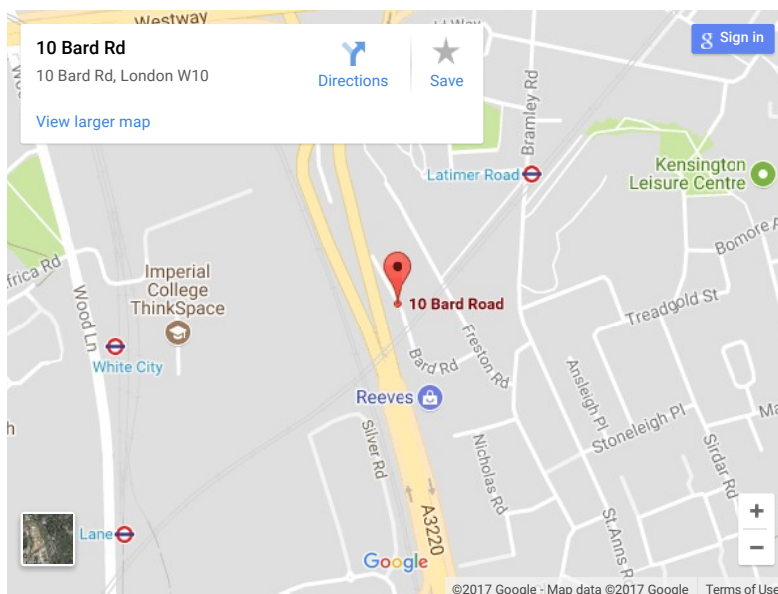 Westway
10 Bard Rd
10 Bard Rd, London W10
Directions
Save
View larger map
Sign in
Bramley Rd
Latimer Road
Kensington
Leisure Centre
Bomore
frica Rd
Imperial
College
ThinkSpace
Wood Ln
White City
10 Bard Road
Treadgold St
Freston Rd
Bard Rd
Reeves
Ansleigh Pl
Stoneleigh Pl
Silver Rd
Nicholas Rd
Sirdar Rd
St.Anns R
A3220
Lane
Google
©2017 Google - Map data ©2017 Google
Terms of Use